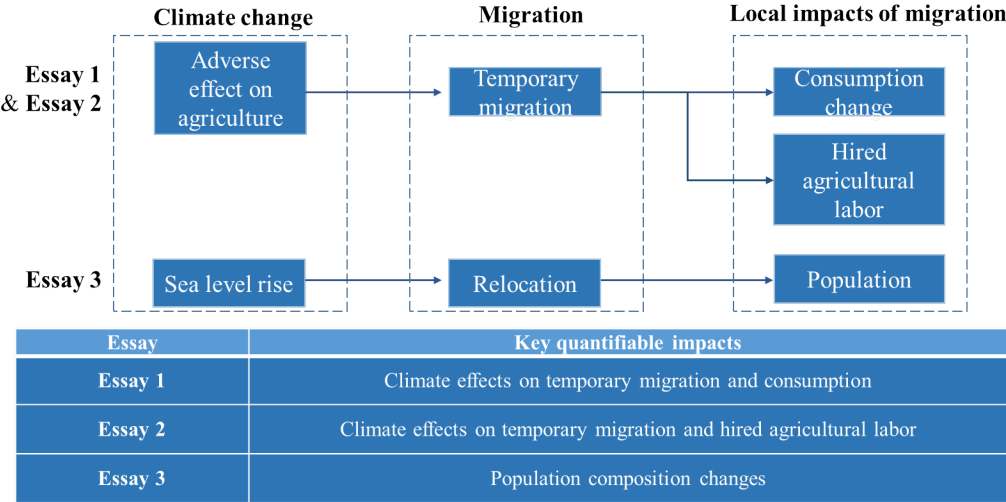 Climate change
Migration
Local impacts of migration
Essay 1
& Essay 2
Adverse
effect on
agriculture
Temporary
migration
Consumption
change
Hired
agricultural
labor
Essay 3
Sea level rise
Relocation
Population
Essay
Key quantifiable impacts
Essay 1
Climate effects on temporary migration and consumption
Essay 2
Climate effects on temporary migration and hired agricultural labor
Essay 3
Population composition changes